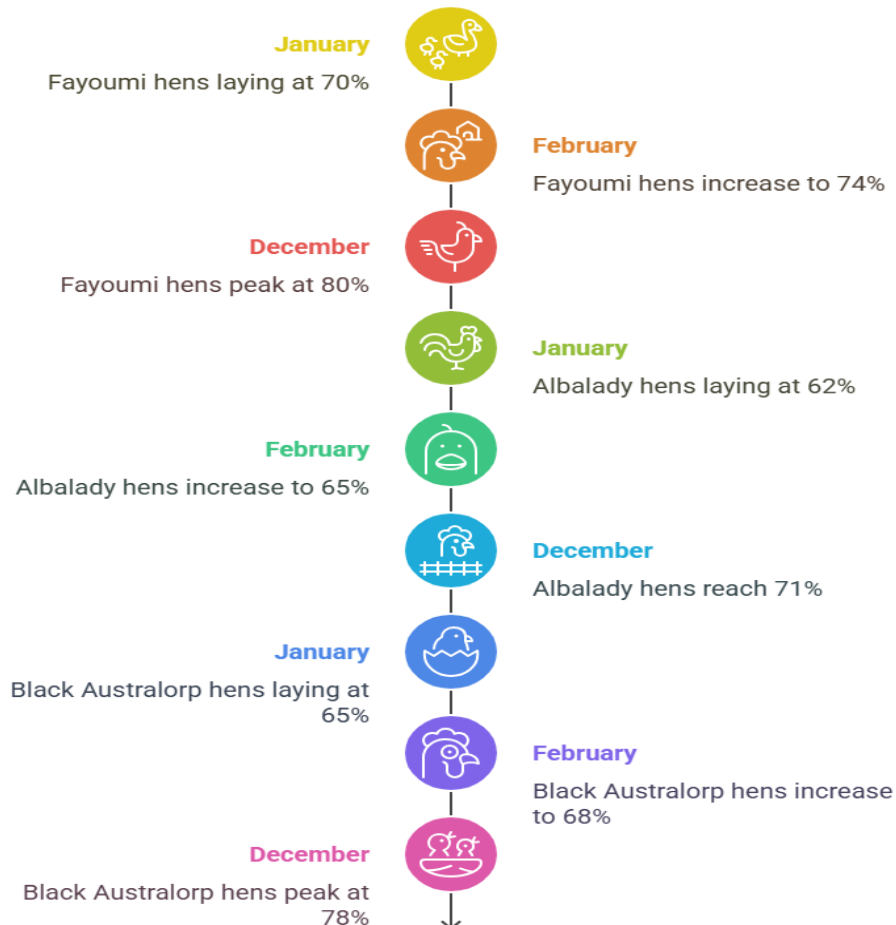 January
Fayoumi hens laying at 70%
February
Fayoumi hens increase to 74%
December
Fayoumi hens peak at 80%
January
Albalady hens laying at 62%
February
Albalady hens increase to 65%
December
Albalady hens reach 71%
January
Black Australorp hens laying at
65%
February
Black Australorp hens increase
to 68%
December
Black Australorp hens peak at
78%